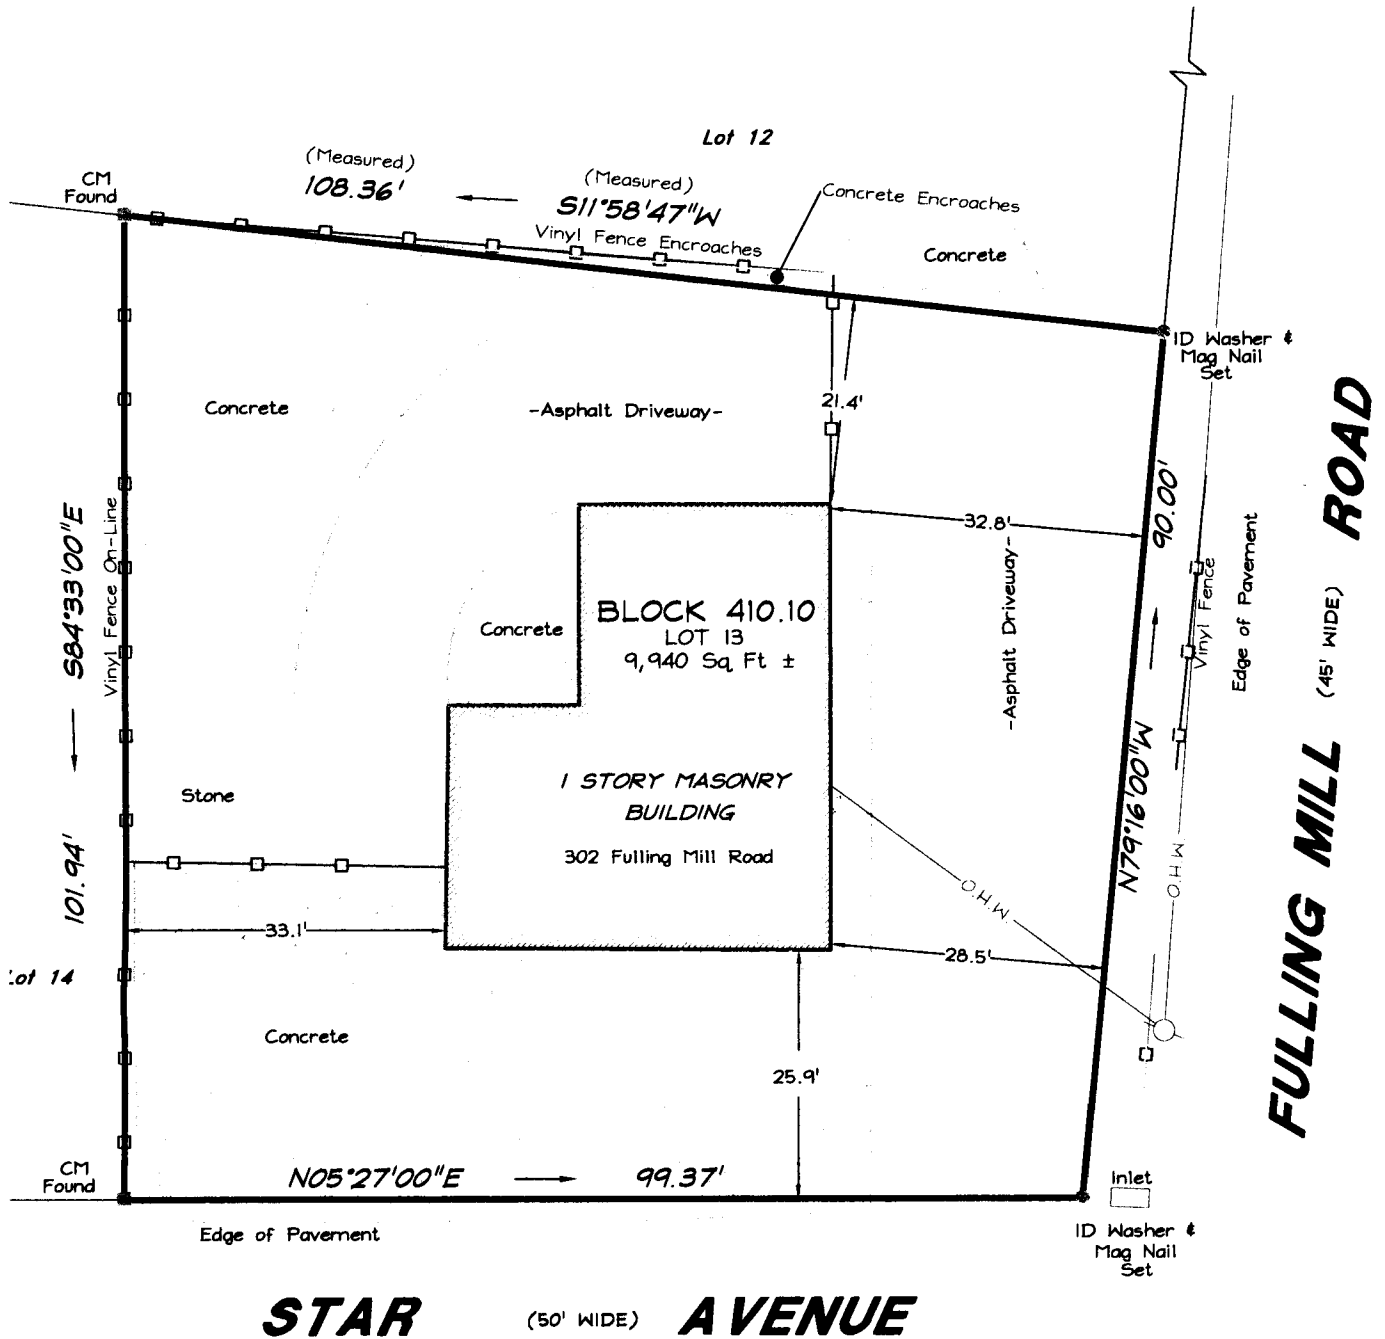 Lot 12
(Measured)
108.36'
(Measured)
S11°58'47"W
CM
Found
Concrete Encroaches
Vinyl Fence Encroaches
Concrete
ID Washer &
Mag Nail
Set
Concrete
-Asphalt Driveway-
21.4'
32.8'
90.00'
N79°16'00"W
-Asphalt Driveway-
Vinyl Fence
Edge of Pavement
FULLING MILL ROAD
(45' WIDE)
S84°33'00"E
101.94'
Vinyl Fence On-Line
Concrete
BLOCK 410.10
LOT 13
9,940 Sq Ft ±
1 STORY MASONRY
BUILDING
302 Fulling Mill Road
Stone
O.H.W
O.H.W
33.1'
28.5'
Lot 14
Concrete
25.9'
CM
Found
N05°27'00"E
99.37'
Inlet
ID Washer &
Mag Nail
Set
Edge of Pavement
STAR (50' WIDE) AVENUE